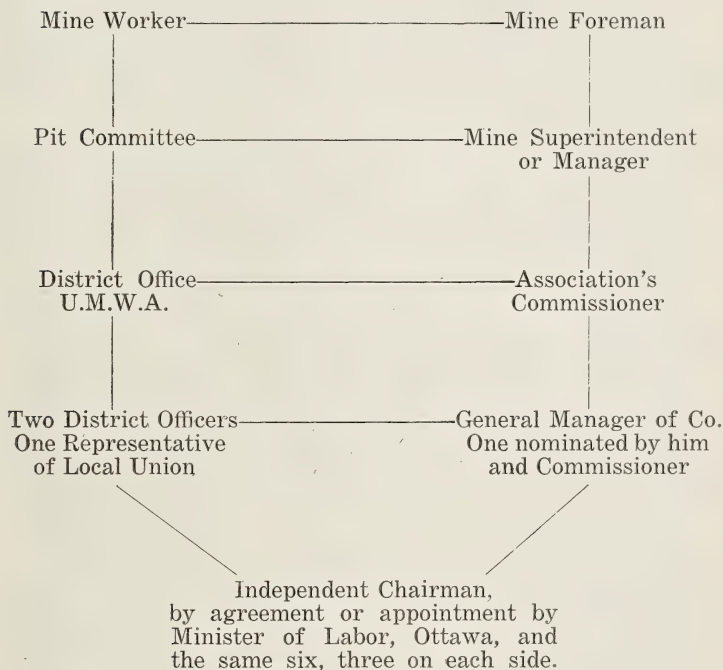 Mine Worker Mine Foreman
Pit Committee Mine Superintendent
or Manager
District Office Association's
U.M.W.A. Commissioner
Two District Officers General Manager of Co.
One Representative One nominated by him
of Local Union and Commissioner
Independent Chairman,
by agreement or appointment by
Minister of Labor, Ottawa, and
the same six, three on each side.